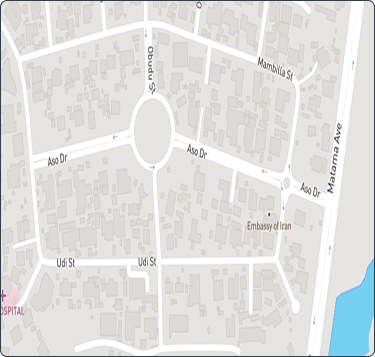 O
Obudu St
Mambilla St
Matama Ave
Aso Dr
Aso Dr
Aso Dr
Embassy of Iran
Udi St
Udi St
OSPITAL